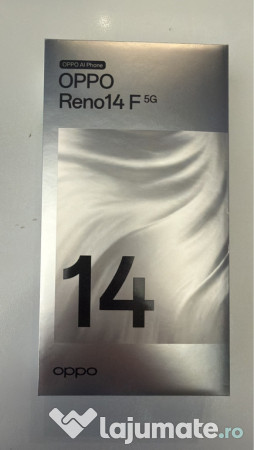 OPPO AI Phone
OPPO
Reno14 F 5G
14
oppo
lajumate.ro